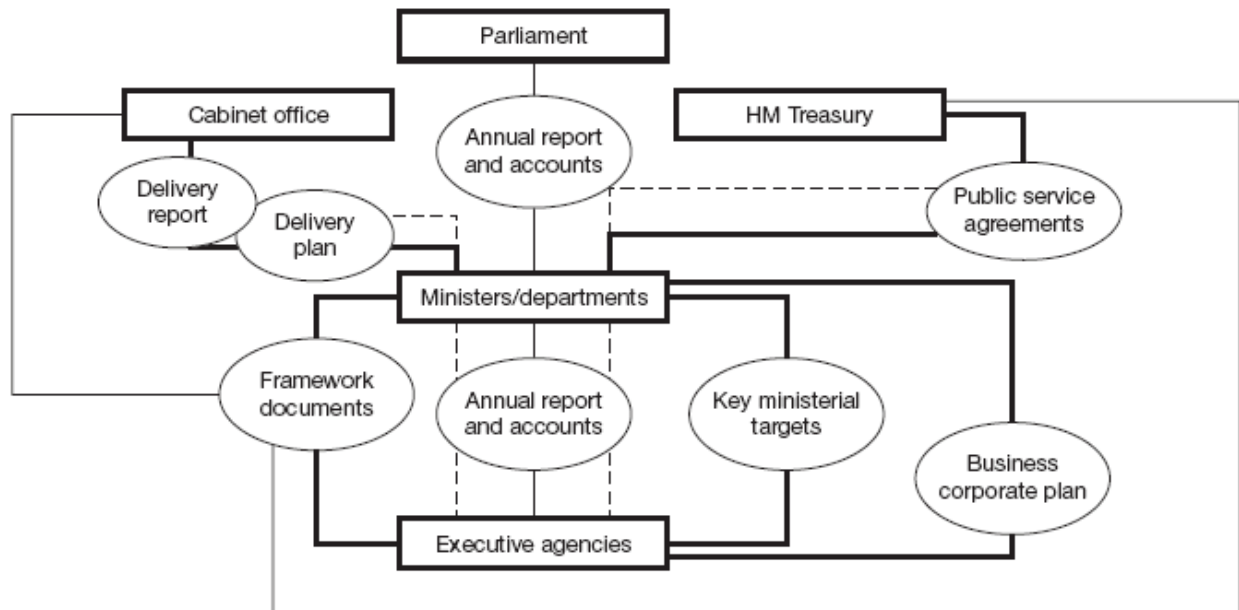 Parliament
Cabinet office
HM Treasury
Annual report
and accounts
Delivery
report
Delivery
plan
Public service
agreements
Ministers/departments
Framework
documents
Annual report
and accounts
Key ministerial
targets
Business
corporate plan
Executive agencies